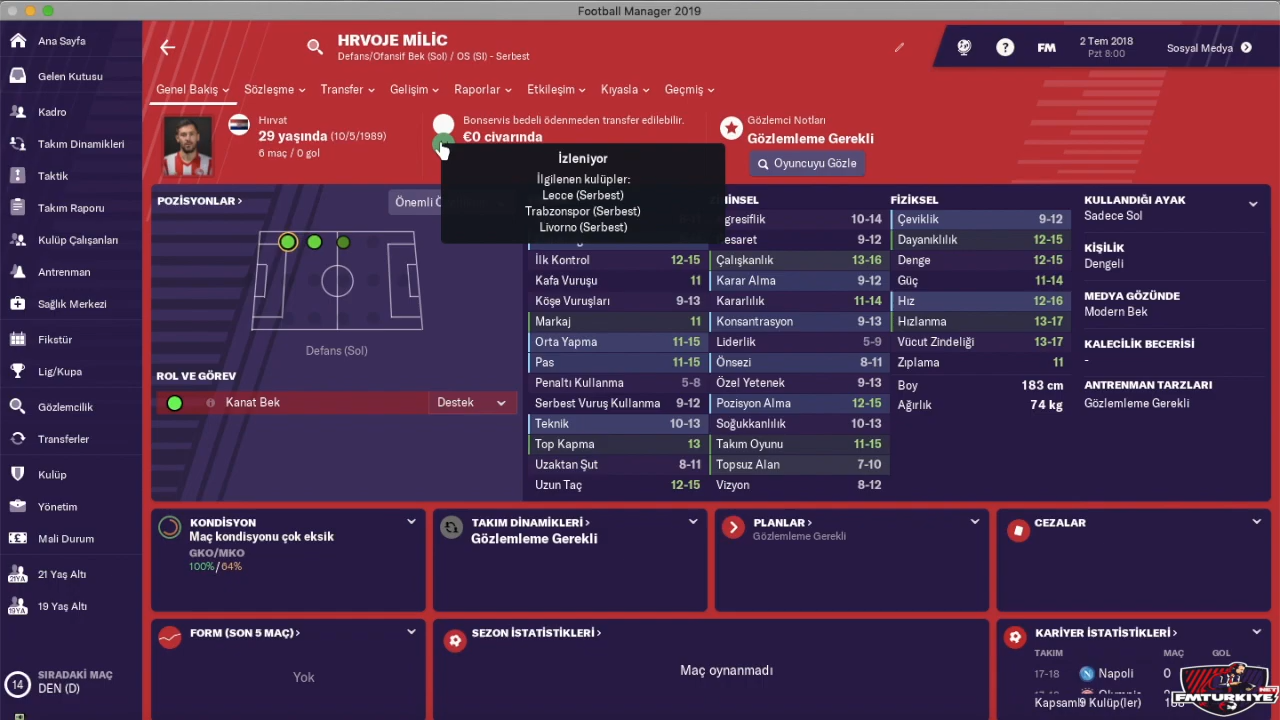 Football Manager 2019
Ana Sayfa
Gelen Kutusu
Kadro
Takım Dinamikleri
Taktik
Takım Raporu
Kulüp Çalışanları
Antrenman
Sağlık Merkezi
Fikstür
Lig/Kupa
Gözlemcilik
Transferler
Kulüp
Yönetim
Mali Durum
21YA
21 Yaş Altı
19YA
19 Yaş Altı
14
SIRADAKİ MAÇ
DEN (D)
HRVOJE MİLİC
Defans/Ofansif Bek (Sol) / OS (Sl) - Serbest
FM
2 Tem 2018
Pzt 8:00
Sosyal Medya
Genel Bakış
Sözleşme
Transfer
Gelişim
Raporlar
Etkileşim
Kıyasla
Geçmiş
Hırvat
29 yaşında (10/5/1989)
6 maç / 0 gol
Bonservis bedeli ödenmeden transfer edilebilir.
€0 civarında
Gözlemci Notları
Gözlemleme Gerekli
Oyuncuyu Gözle
İzleniyor
İlgilenen kulüpler:
Lecce (Serbest)
Trabzonspor (Serbest)
Livorno (Serbest)
POZİSYONLAR >
Önemli
Defans (Sol)
ROL VE GÖREV
Kanat Bek
Destek
İlk Kontrol 12-15
Kafa Vuruşu 11
Köşe Vuruşları 9-13
Markaj 11
Orta Yapma 11-15
Pas 11-15
Penaltı Kullanma 5-8
Serbest Vuruş Kullanma 9-12
Teknik 10-13
Top Kapma 13
Uzaktan Şut 8-11
Uzun Taç 12-15
10-14
9-12
Çalışkanlık 13-16
Karar Alma 9-12
Kararlılık 11-14
Konsantrasyon 9-13
Liderlik 5-9
Önsezi 8-11
Özel Yetenek 9-13
Pozisyon Alma 12-15
Soğukkanlılık 10-13
Takım Oyunu 11-15
Topsuz Alan 7-10
Vizyon 8-12
FİZİKSEL
Çeviklik 9-12
Dayanıklılık 12-15
Denge 12-15
Güç 11-14
Hız 12-16
Hızlanma 13-17
Vücut Zindeliği 13-17
Zıplama 11
Boy 183 cm
Ağırlık 74 kg
KULLANDIĞI AYAK
Sadece Sol
KİŞİLİK
Dengeli
MEDYA GÖZÜNDE
Modern Bek
KALECİLİK BECERİSİ
-
ANTRENMAN TARZLARI
Gözlemleme Gerekli
KONDİSYON
Maç kondisyonu çok eksik
GKO/MKO
100%/64%
TAKIM DİNAMİKLERİ >
Gözlemleme Gerekli
PLANLAR >
Gözlemleme Gerekli
CEZALAR
FORM (SON 5 MAÇ) >
Yok
SEZON İSTATİSTİKLERİ >
Maç oynanmadı
KARİYER İSTATİSTİKLERİ >
TAKIM MAÇ GOL
17-18 Napoli 0
Kapsamlı 9 Kulüp(ler)
FMTURKIYE.NET